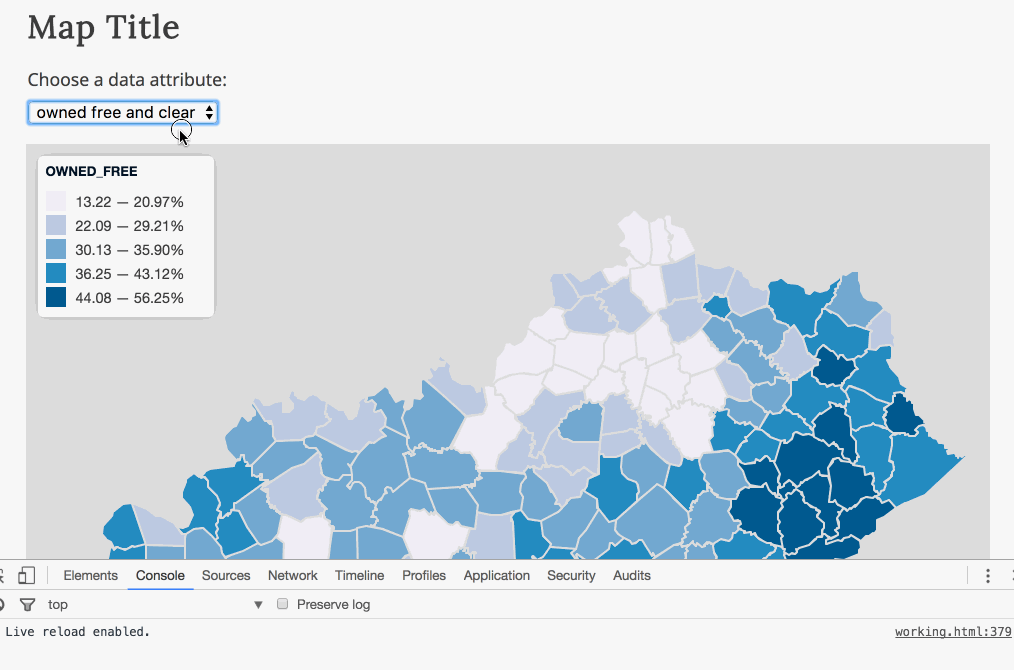 Map Title
Choose a data attribute:
owned free and clear
OWNED_FREE
13.22 — 20.97%
22.09 — 29.21%
30.13 — 35.90%
36.25 — 43.12%
44.08 — 56.25%
Elements Console Sources Network Timeline Profiles Application Security Audits
top Preserve log
Live reload enabled. working.html:379